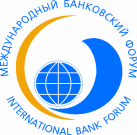 МЕЖДУНАРОДНЫЙ БАНКОВСКИЙ ФОРУМ
INTERNATIONAL BANK FORUM